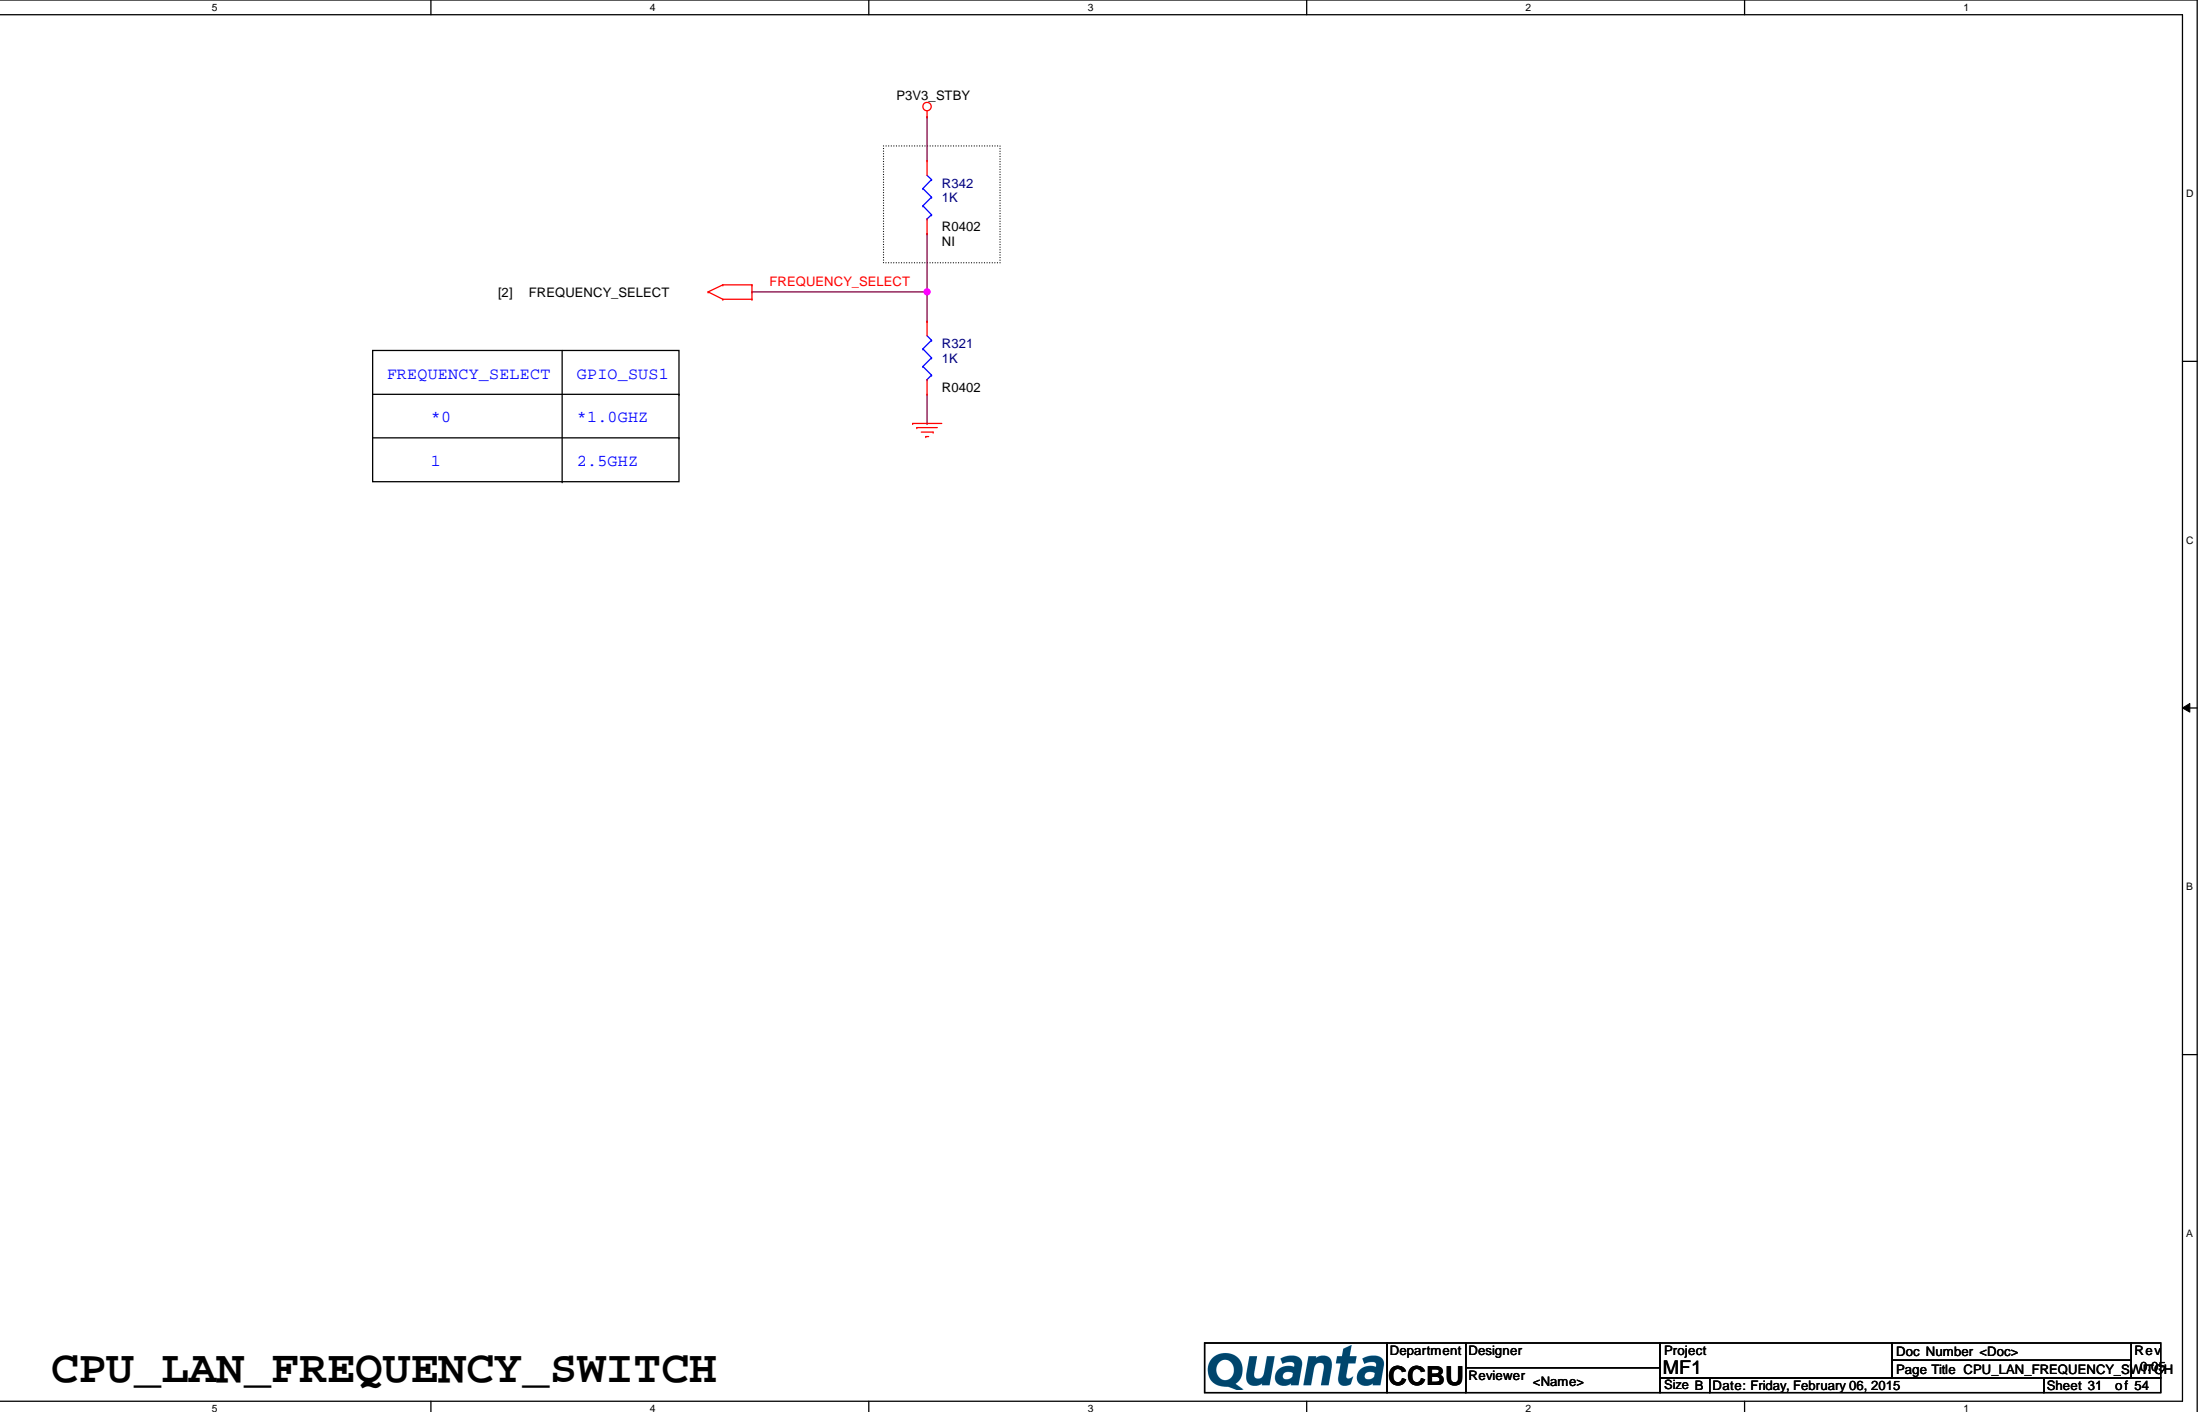 5 4 3 2 1
P3V3_STBY
R342
1K
R0402
NI
D
[2] FREQUENCY_SELECT
FREQUENCY_SELECT
R321
1K
R0402
FREQUENCY_SELECT GPIO_SUS1
*0 *1.0GHZ
1 2.5GHZ
C
B
A
CPU_LAN_FREQUENCY_SWITCH
Quanta
Department
CCBU
Designer
Reviewer <Name>
Project
MF1
Doc Number <Doc>
Rev
Page Title CPU_LAN_FREQUENCY_SWITCH
Size B Date: Friday, February 06, 2015
Sheet 31 of 54
5 4 3 2 1